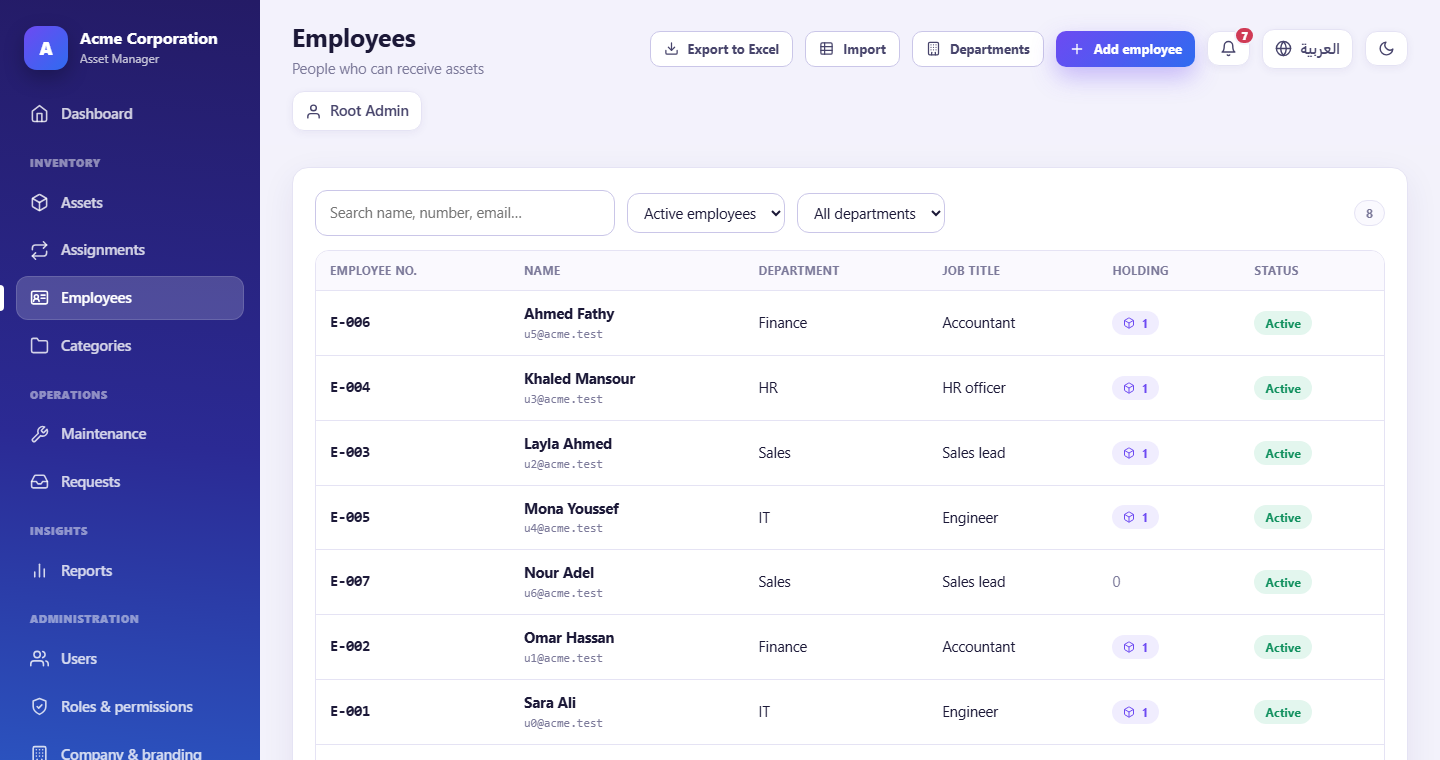 A
Acme Corporation
Asset Manager
Dashboard
INVENTORY
Assets
Assignments
Employees
Categories
OPERATIONS
Maintenance
Requests
INSIGHTS
Reports
ADMINISTRATION
Users
Roles & permissions
Company & branding
Employees
People who can receive assets
Export to Excel
Import
Departments
+ Add employee
7
العربية
Root Admin
Search name, number, email...
Active employees
All departments
8
EMPLOYEE NO. NAME DEPARTMENT JOB TITLE HOLDING STATUS
E-006 Ahmed Fathy Finance Accountant 1 Active
u5@acme.test
E-004 Khaled Mansour HR HR officer 1 Active
u3@acme.test
E-003 Layla Ahmed Sales Sales lead 1 Active
u2@acme.test
E-005 Mona Youssef IT Engineer 1 Active
u4@acme.test
E-007 Nour Adel Sales Sales lead 0 Active
u6@acme.test
E-002 Omar Hassan Finance Accountant 1 Active
u1@acme.test
E-001 Sara Ali IT Engineer 1 Active
u0@acme.test